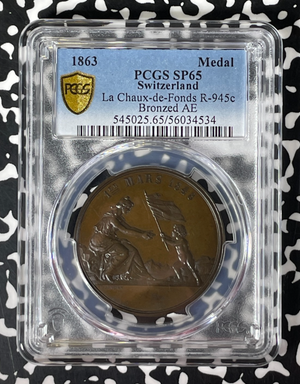 1863 Medal
PCGS SP65
Switzerland
La Chaux-de-Fonds R-945c
Bronzed AE
545025.65/56034534
PCGS